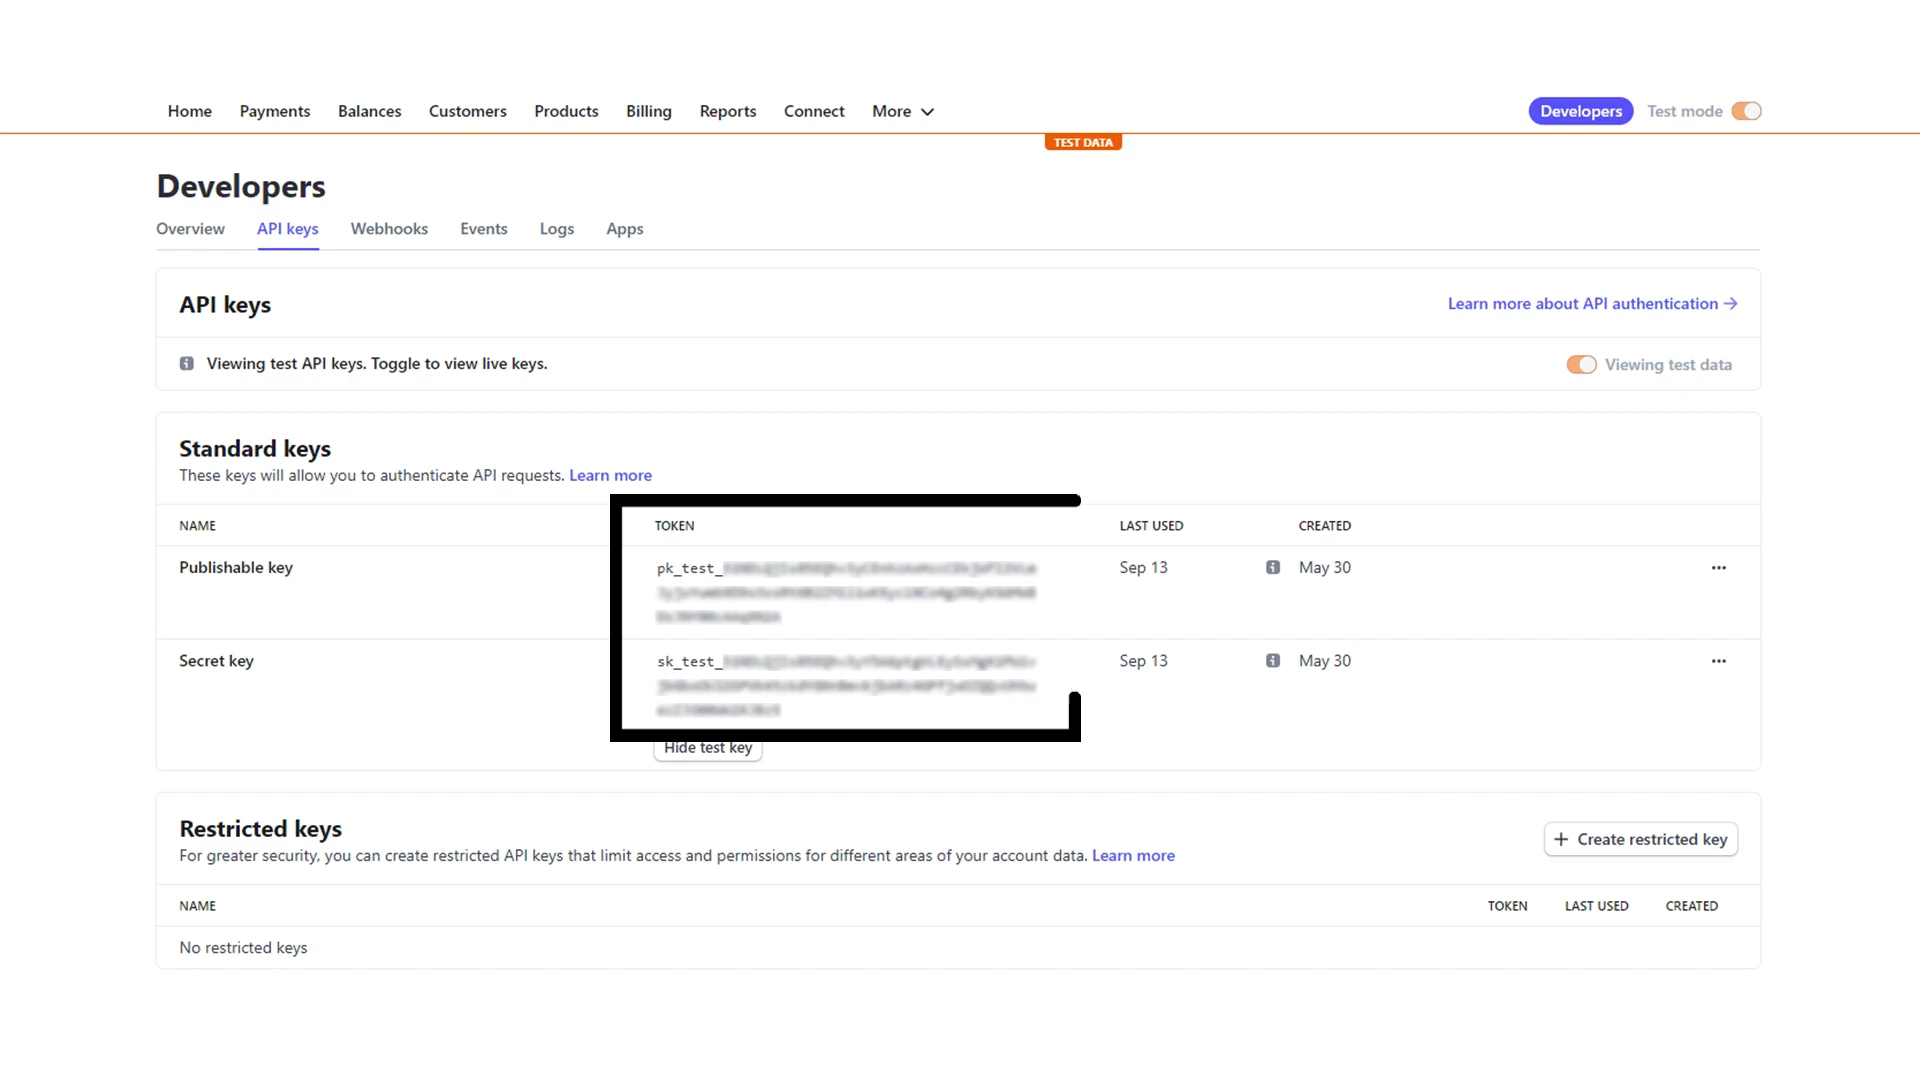 Home Payments Balances Customers Products Billing Reports Connect More Developers Test mode
TEST DATA
Developers
Overview API keys Webhooks Events Logs Apps
API keys Learn more about API authentication →
Viewing test API keys. Toggle to view live keys. Viewing test data
Standard keys
These keys will allow you to authenticate API requests. Learn more
NAME TOKEN LAST USED CREATED
Publishable key pk_test_ Sep 13 May 30
Secret key sk_test_ Sep 13 May 30
Hide test key
Restricted keys
+ Create restricted key
For greater security, you can create restricted API keys that limit access and permissions for different areas of your account data. Learn more
NAME TOKEN LAST USED CREATED
No restricted keys